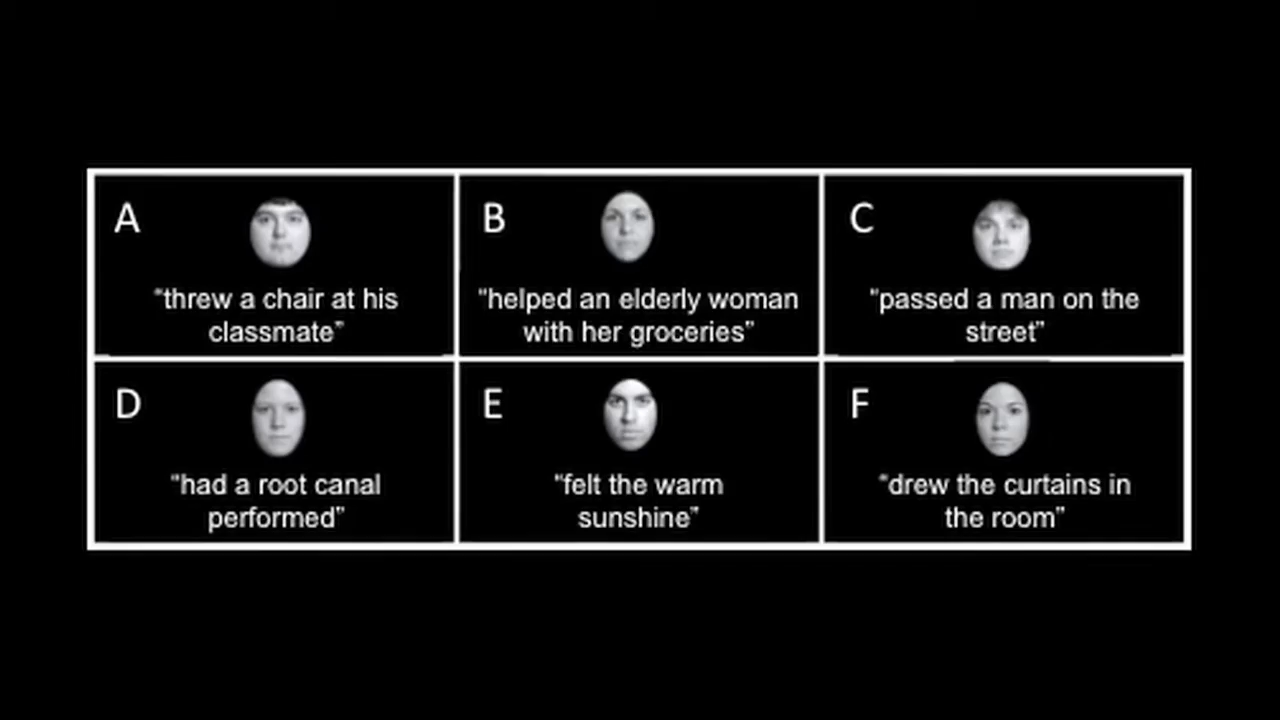 A
“threw a chair at his
classmate”
B
“helped an elderly woman
with her groceries”
C
“passed a man on the
street”
D
“had a root canal
performed”
E
“felt the warm
sunshine”
F
“drew the curtains in
the room”